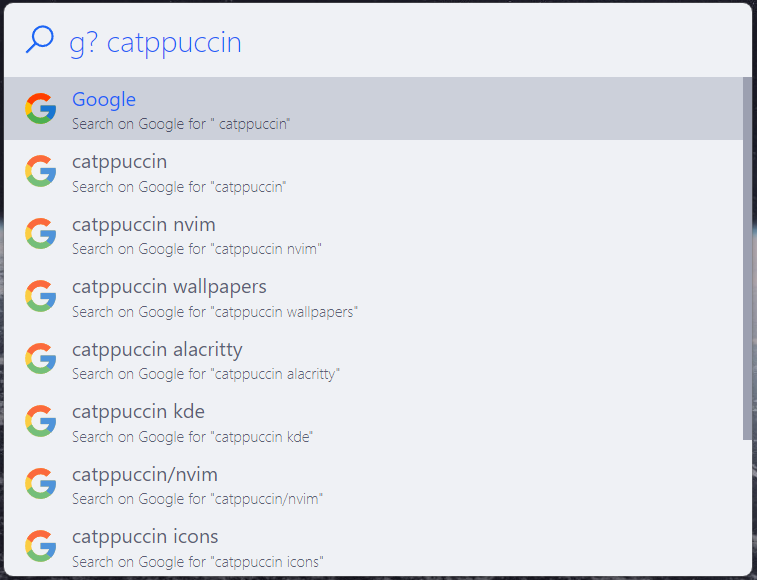 g? catppuccin
Google
Search on Google for " catppuccin"
catppuccin
Search on Google for "catppuccin"
catppuccin nvim
Search on Google for "catppuccin nvim"
catppuccin wallpapers
Search on Google for "catppuccin wallpapers"
catppuccin alacritty
Search on Google for "catppuccin alacritty"
catppuccin kde
Search on Google for "catppuccin kde"
catppuccin/nvim
Search on Google for "catppuccin/nvim"
catppuccin icons
Search on Google for "catppuccin icons"